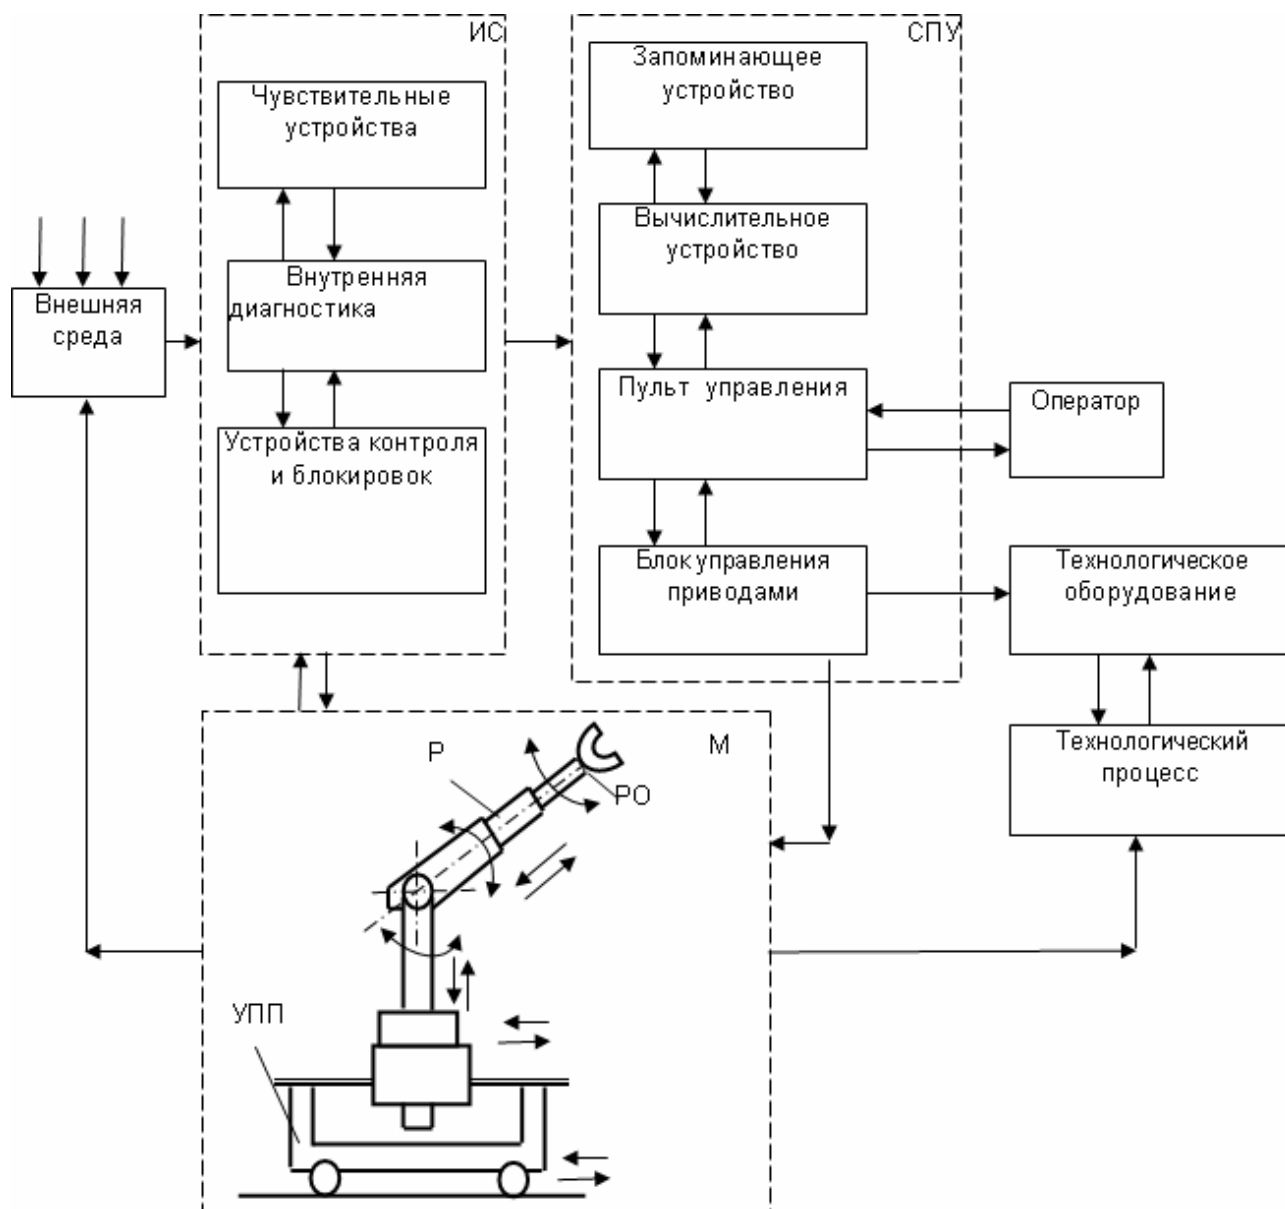 ИС
СПУ
Чувствительные
устройства
Внутренняя
диагностика
Устройства контроля
и блокировок
Внешняя
среда
Запоминающее
устройство
Вычислительное
устройство
Пульт управления
Блок управления
приводами
Оператор
Технологическое
оборудование
Технологический
процесс
М
Р
РО
УПП